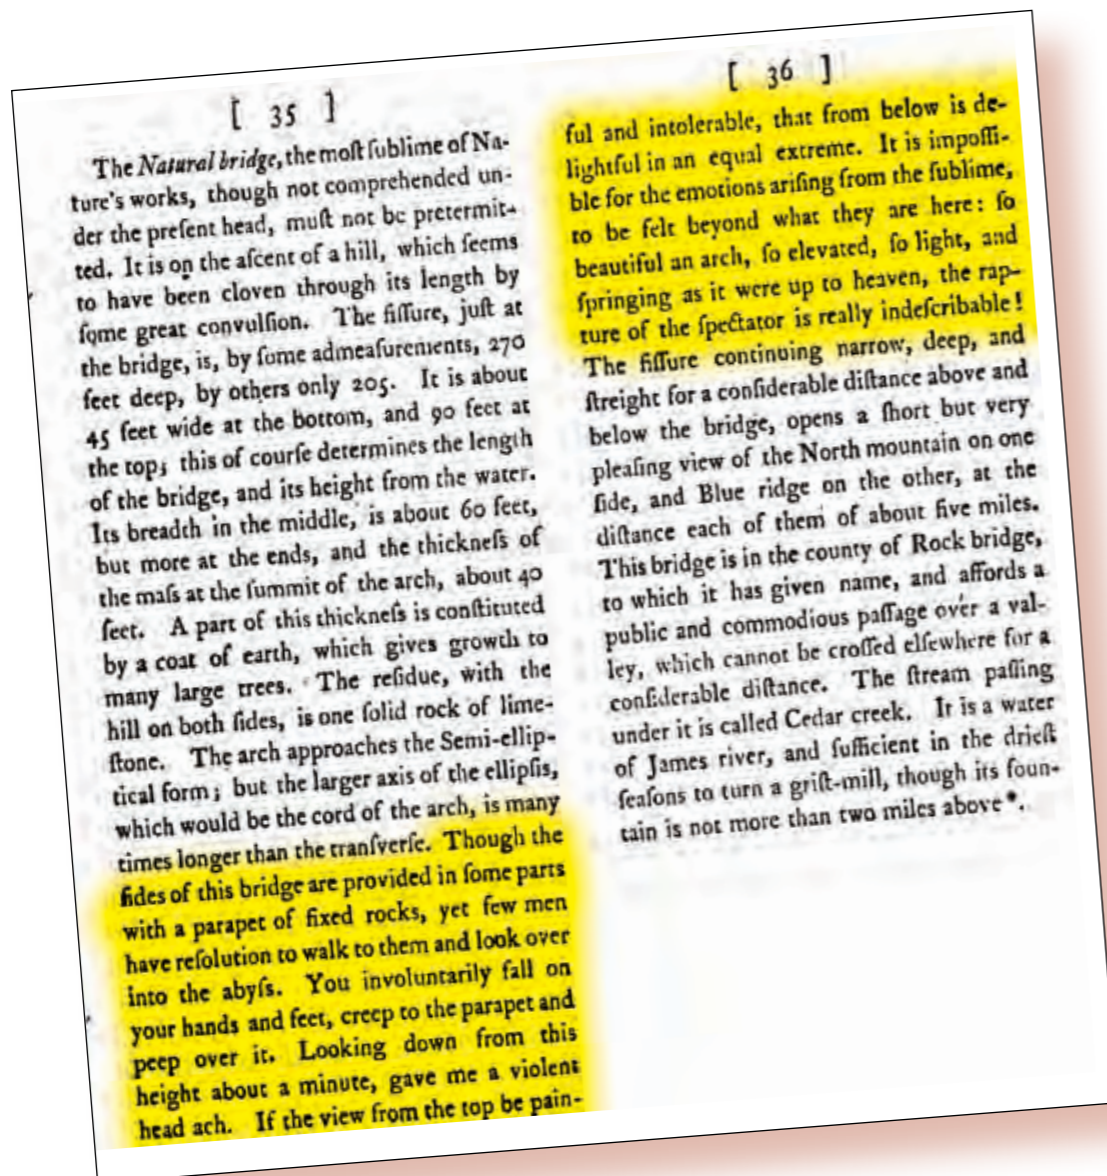 [ 35 ]
The Natural bridge, the moſt ſublime of Na-
ture's works, though not comprehended un-
der the preſent head, muſt not be pretermit-
ted. It is on the aſcent of a hill, which ſeems
to have been cloven through its length by
ſome great convulſion. The fiſſure, juſt at
the bridge, is, by ſome admeaſurements, 270
feet deep, by others only 205. It is about
45 feet wide at the bottom, and 90 feet at
the top; this of courſe determines the length
of the bridge, and its height from the water.
Its breadth in the middle, is about 60 feet,
but more at the ends, and the thickneſs of
the maſs at the ſummit of the arch, about 40
feet. A part of this thickneſs is conſtituted
by a coat of earth, which gives growth to
many large trees. The reſidue, with the
hill on both ſides, is one ſolid rock of lime-
ſtone. The arch approaches the Semi-ellip-
tical form; but the larger axis of the ellipſis,
which would be the cord of the arch, is many
times longer than the tranſverſe. Though the
ſides of this bridge are provided in ſome parts
with a parapet of fixed rocks, yet few men
have reſolution to walk to them and look over
into the abyſs. You involuntarily fall on
your hands and feet, creep to the parapet and
peep over it. Looking down from this
height about a minute, gave me a violent
head ach. If the view from the top be pain-
[ 36 ]
ful and intolerable, that from below is de-
lightful in an equal extreme. It is impoſſi-
ble for the emotions ariſing from the ſublime,
to be felt beyond what they are here: ſo
beautiful an arch, ſo elevated, ſo light, and
ſpringing as it were up to heaven, the rap-
ture of the ſpectator is really indeſcribable!
The fiſſure continuing narrow, deep, and
ſtreight for a conſiderable diſtance above and
below the bridge, opens a ſhort but very
pleaſing view of the North mountain on one
ſide, and Blue ridge on the other, at the
diſtance each of them of about five miles.
This bridge is in the county of Rock bridge,
to which it has given name, and affords a
public and commodious paſſage over a val-
ley, which cannot be croſſed elſewhere for a
conſiderable diſtance. The ſtream paſſing
under it is called Cedar creek. It is a water
of James river, and ſufficient in the drieſt
ſeaſons to turn a griſt-mill, though its foun-
tain is not more than two miles above*.